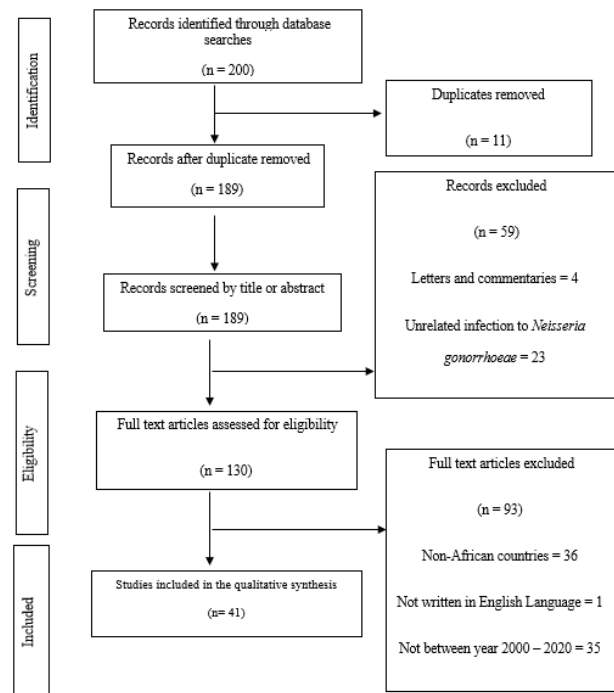 Records identified through database
searches
(n = 200)
Identification
Duplicates removed
(n = 11)
Records after duplicate removed
(n = 189)
Records excluded
(n = 59)
Letters and commentaries = 4
Unrelated infection to Neisseria
gonorrhoeae = 23
Screening
Records screened by title or abstract
(n = 189)
Full text articles assessed for eligibility
(n = 130)
Eligibility
Full text articles excluded
(n = 93)
Non-African countries = 36
Not written in English Language = 1
Not between year 2000 – 2020 = 35
Studies included in the qualitative synthesis
(n= 41)
Included